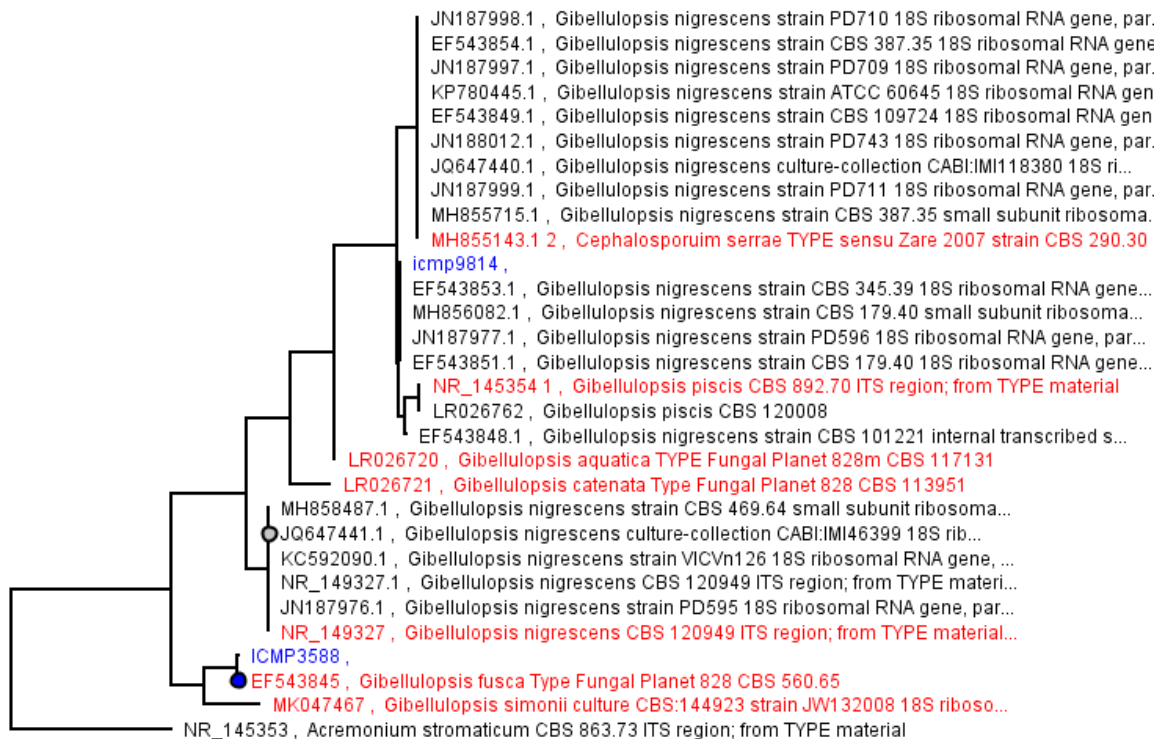 JN187998.1 , Gibellulopsis nigrescens strain PD710 18S ribosomal RNA gene, par...
EF543854.1 , Gibellulopsis nigrescens strain CBS 387.35 18S ribosomal RNA gene
JN187997.1 , Gibellulopsis nigrescens strain PD709 18S ribosomal RNA gene, par...
KP780445.1 , Gibellulopsis nigrescens strain ATCC 60645 18S ribosomal RNA gen
EF543849.1 , Gibellulopsis nigrescens strain CBS 109724 18S ribosomal RNA gen
JN188012.1 , Gibellulopsis nigrescens strain PD743 18S ribosomal RNA gene, par...
JQ647440.1 , Gibellulopsis nigrescens culture-collection CABI:IMI118380 18S ri...
JN187999.1 , Gibellulopsis nigrescens strain PD711 18S ribosomal RNA gene, par...
MH855715.1 , Gibellulopsis nigrescens strain CBS 387.35 small subunit ribosoma...
MH855143.1 2 , Cephalosporuim serrae TYPE sensu Zare 2007 strain CBS 290.30
icmp9814 ,
EF543853.1 , Gibellulopsis nigrescens strain CBS 345.39 18S ribosomal RNA gene...
MH856082.1 , Gibellulopsis nigrescens strain CBS 179.40 small subunit ribosoma...
JN187977.1 , Gibellulopsis nigrescens strain PD596 18S ribosomal RNA gene, par...
EF543851.1 , Gibellulopsis nigrescens strain CBS 179.40 18S ribosomal RNA gene...
NR_145354 1 , Gibellulopsis piscis CBS 892.70 ITS region; from TYPE material
LR026762 , Gibellulopsis piscis CBS 120008
EF543848.1 , Gibellulopsis nigrescens strain CBS 101221 internal transcribed s...
LR026720 , Gibellulopsis aquatica TYPE Fungal Planet 828m CBS 117131
LR026721 , Gibellulopsis catenata Type Fungal Planet 828 CBS 113951
MH858487.1 , Gibellulopsis nigrescens strain CBS 469.64 small subunit ribosoma...
JQ647441.1 , Gibellulopsis nigrescens culture-collection CABI:IMI46399 18S rib...
KC592090.1 , Gibellulopsis nigrescens strain VICVn126 18S ribosomal RNA gene, ...
NR_149327.1 , Gibellulopsis nigrescens CBS 120949 ITS region; from TYPE materi...
JN187976.1 , Gibellulopsis nigrescens strain PD595 18S ribosomal RNA gene, par...
NR_149327 , Gibellulopsis nigrescens CBS 120949 ITS region; from TYPE material...
ICMP3588 ,
EF543845 , Gibellulopsis fusca Type Fungal Planet 828 CBS 560.65
MK047467 , Gibellulopsis simonii culture CBS:144923 strain JW132008 18S riboso...
NR_145353 , Acremonium stromaticum CBS 863.73 ITS region; from TYPE material